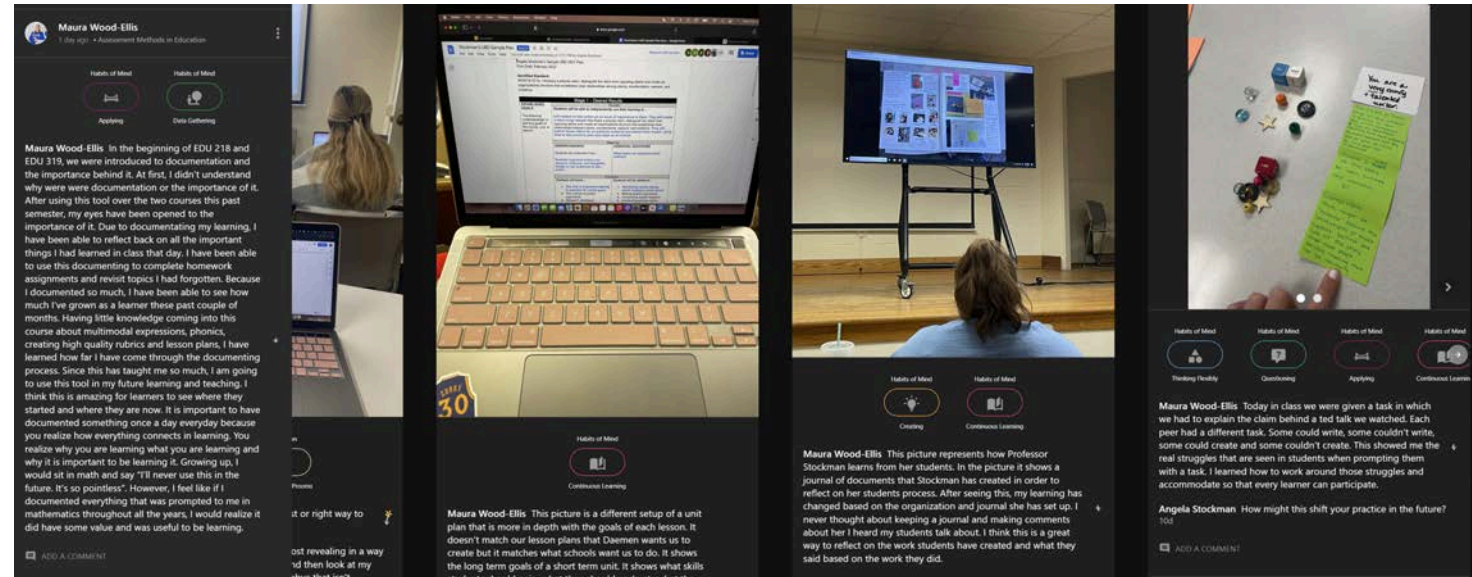 Maura Wood-Ellis
1 day ago • Assessment Methods in Education
Habits of Mind
Habits of Mind
Applying
Data Gathering
Maura Wood-Ellis In the beginning of EDU 218 and
EDU 319, we were introduced to documentation and
the importance behind it. At first, I didn't understand
why were were documentation or the importance of it.
After using this tool over the two courses this past
semester, my eyes have been opened to the
importance of it. Due to documentating my learning, I
have been able to reflect back on all the important
things I had learned in class that day. I have been able
to use this documenting to complete homework
assignments and revisit topics I had forgotten. Because
I documented so much, I have been able to see how
much I've grown as a learner these past couple of
months. Having little knowledge coming into this
course about multimodal expressions, phonics,
creating high quality rubrics and lesson plans, I have
learned how far I have come through the documenting
process. Since this has taught me so much, I am going
to use this tool in my future learning and teaching. I
think this is amazing for learners to see where they
started and where they are now. It is important to have
documented something once a day everyday because
you realize how everything connects in learning. You
realize why you are learning what you are learning and
why it is important to be learning it. Growing up, I
would sit in math and say "I'll never use this in the
future. It's so pointless". However, I feel like if I
documented everything that was prompted to me in
mathematics throughout all the years, I would realize it
did have some value and was useful to be learning.
ADD A COMMENT
st or right way to
ost revealing in a way
nd then look at my
Stage 1 - Desired Results
30
Habits of Mind
Continuous Learning
Maura Wood-Ellis This picture is a different setup of a unit
plan that is more in depth with the goals of each lesson. It
doesn't match our lesson plans that Daemen wants us to
create but it matches what schools want us to do. It shows
the long term goals of a short term unit. It shows what skills
Habits of Mind
Habits of Mind
Creating
Continuous Learning
Maura Wood-Ellis This picture represents how Professor
Stockman learns from her students. In the picture it shows a
journal of documents that Stockman has created in order to
reflect on her students process. After seeing this, my learning has
changed based on the organization and journal she has set up. I
never thought about keeping a journal and making comments
about her I heard my students talk about. I think this is a great
way to reflect on the work students have created and what they
said based on the work they did.
You are a
very
talented
Habits of Mind
Habits of Mind
Habits of Mind
Habits of Mind
Thinking Flexibly
Questioning
Applying
Continuous Learnin
Maura Wood-Ellis Today in class we were given a task in which
we had to explain the claim behind a ted talk we watched. Each
peer had a different task. Some could write, some couldn't write,
some could create and some couldn't create. This showed me the
real struggles that are seen in students when prompting them
with a task. I learned how to work around those struggles and
accommodate so that every learner can participate.
Angela Stockman How might this shift your practice in the future?
10d
ADD A COMMENT